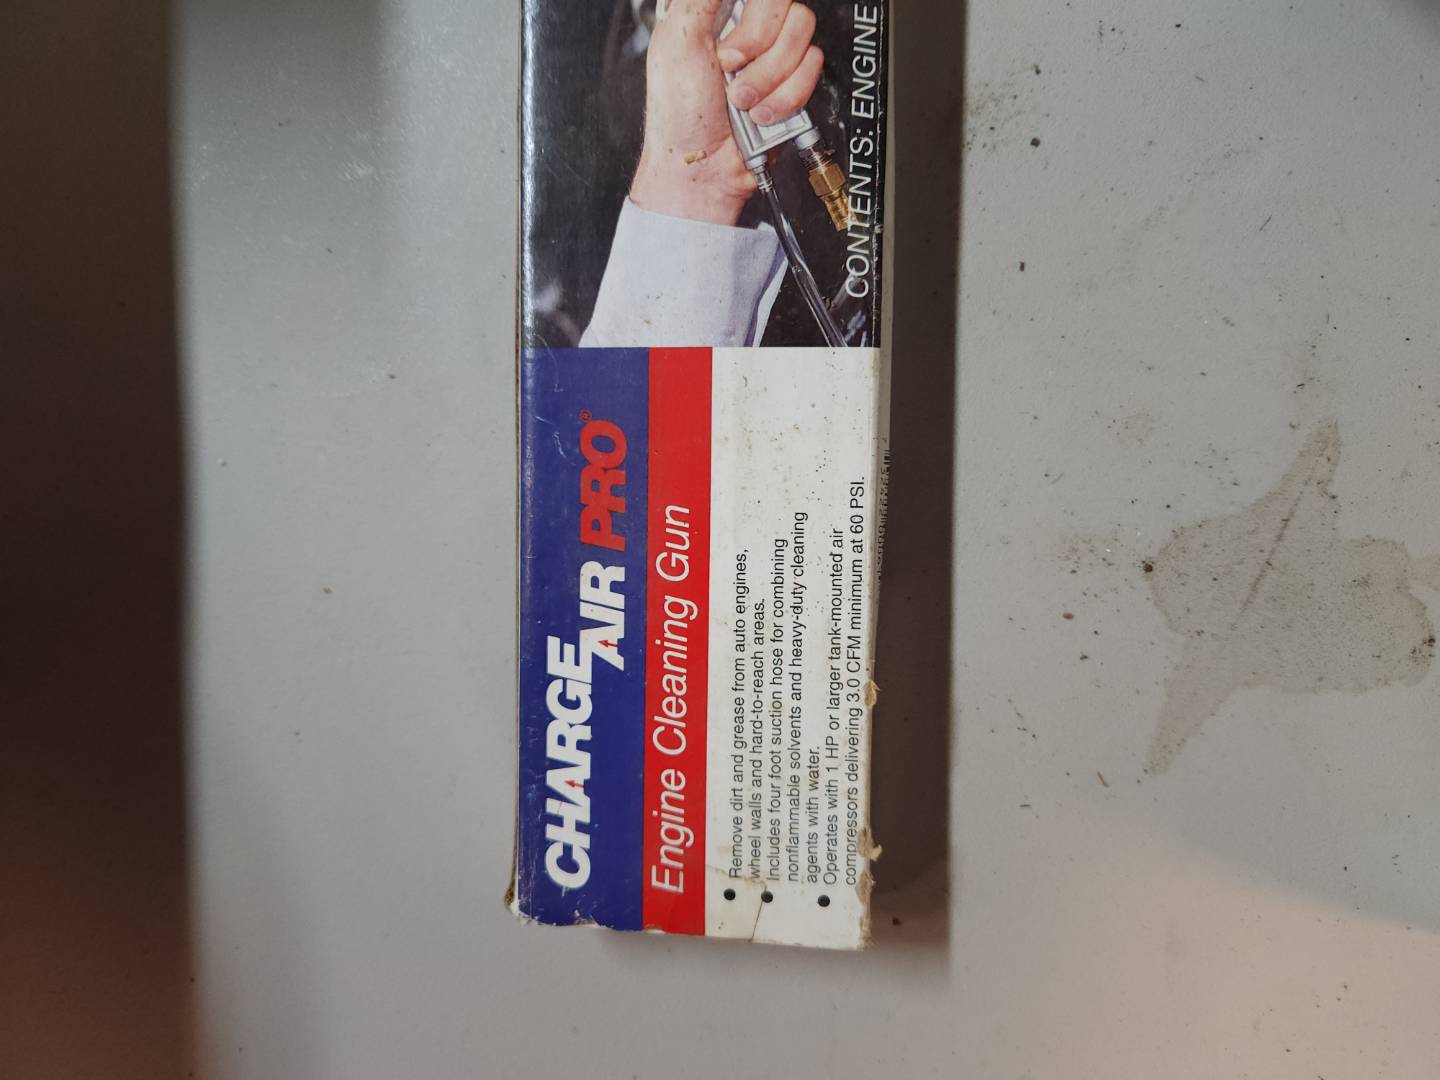 CHARGE
AIR PRO®
Engine Cleaning Gun
● Remove dirt and grease from auto engines,
wheel walls and hard-to-reach areas.
● Includes four foot suction hose for combining
nonflammable solvents and heavy-duty cleaning
agents with water.
● Operates with 1 HP or larger tank-mounted air
compressors delivering 3.0 CFM minimum at 60 PSI.
CONTENTS: ENGINE